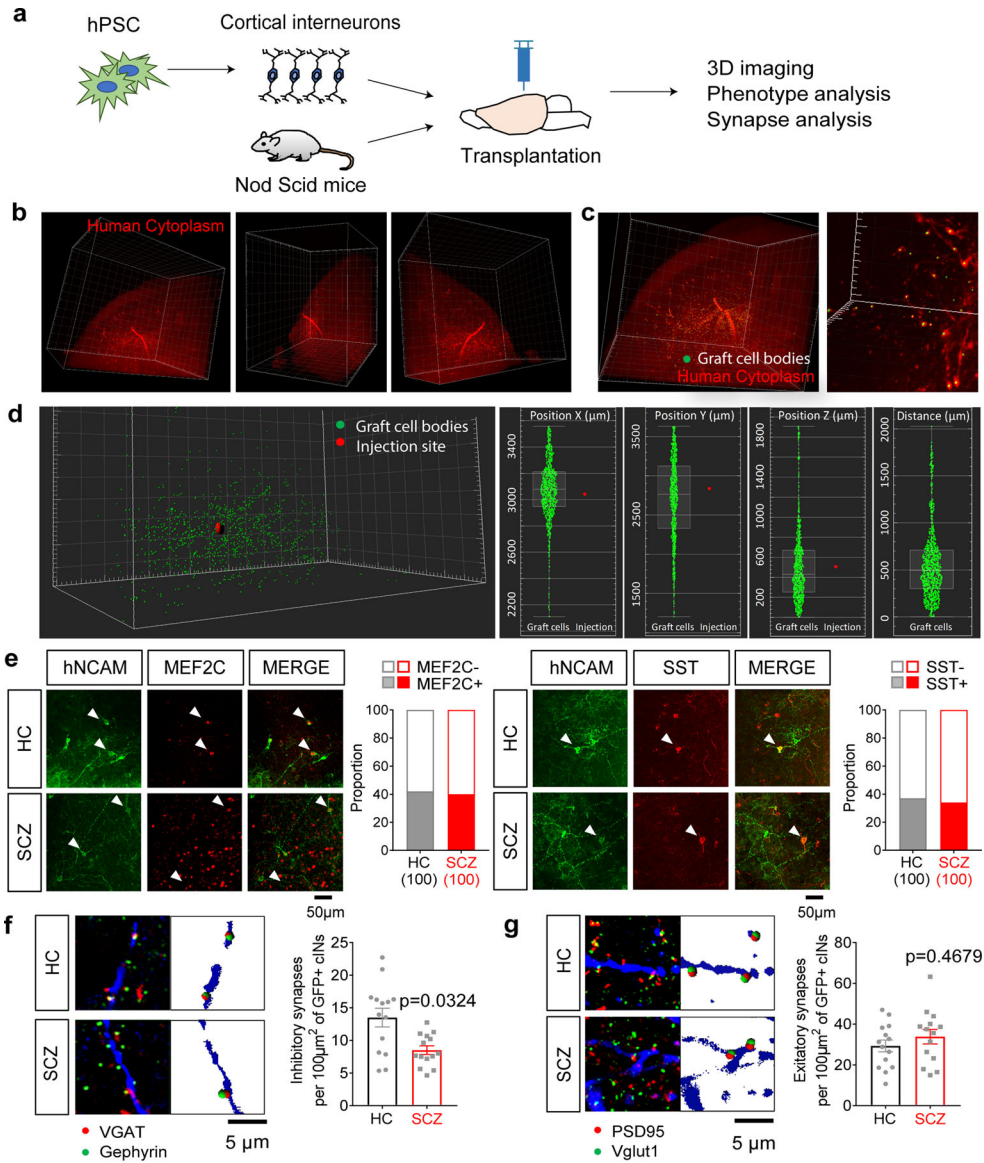 a
hPSC
Cortical interneurons
Nod Scid mice
Transplantation
3D imaging
Phenotype analysis
Synapse analysis
b
Human Cytoplasm
c
Graft cell bodies
Human Cytoplasm
d
Graft cell bodies
Injection site
Position X (µm)
3400
3000
2600
2200
Graft cells Injection
Position Y (µm)
3500
2500
1500
Graft cells Injection
Position Z (µm)
1800
1400
1000
600
200
Graft cells Injection
Distance (µm)
2000
1500
1000
500
0
Graft cells
e
hNCAM MEF2C MERGE
HC
SCZ
MEF2C-
MEF2C+
Proportion
100
80
60
40
20
0
HC SCZ
(100) (100)
50µm
hNCAM SST MERGE
HC
SCZ
SST-
SST+
Proportion
100
80
60
40
20
0
HC SCZ
(100) (100)
50µm
f
HC
SCZ
VGAT
Gephyrin
5 µm
Inhibitory synapses
per 100µm² of GFP+ cINs
25
20
15
10
5
0
p=0.0324
HC SCZ
g
HC
SCZ
PSD95
Vglut1
5 µm
Exitatory synapses
per 100µm² of GFP+ cINs
80
60
40
20
0
p=0.4679
HC SCZ